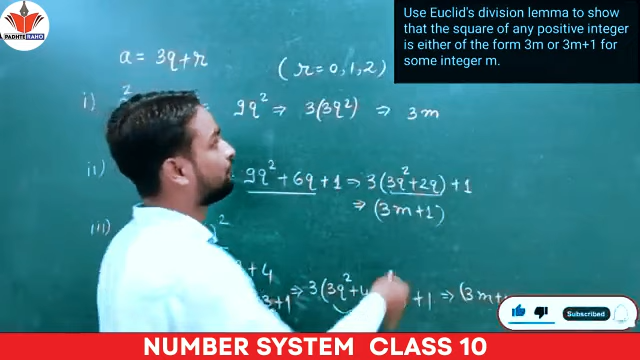 PADHTE RAHO
Use Euclid's division lemma to show
that the square of any positive integer
is either of the form 3m or 3m+1 for
some integer m.
a = 3q+r
(r=0,1,2)
i) = 9q² ⇒ 3(3q²) ⇒ 3m
ii) 9q²+6q+1 ⇒ 3(3q²+2q)+1
⇒ (3m+1)
iii) )²
+4
+1 ⇒ 3(3q²+4 +1 ⇒ (3m+
Subscribed
NUMBER SYSTEM CLASS 10